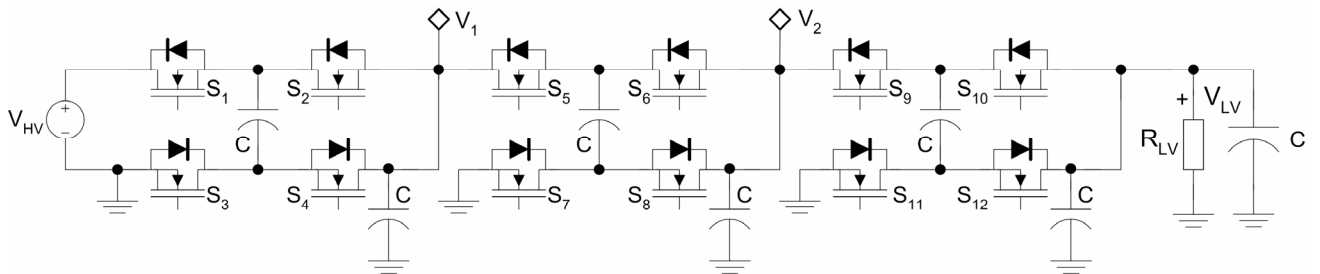 V1
V2
S1
S2
S5
S6
S9
S10
VHV
+
−
C
C
C
+
VLV
RLV
C
S3
S4
C
S7
S8
C
S11
S12
C